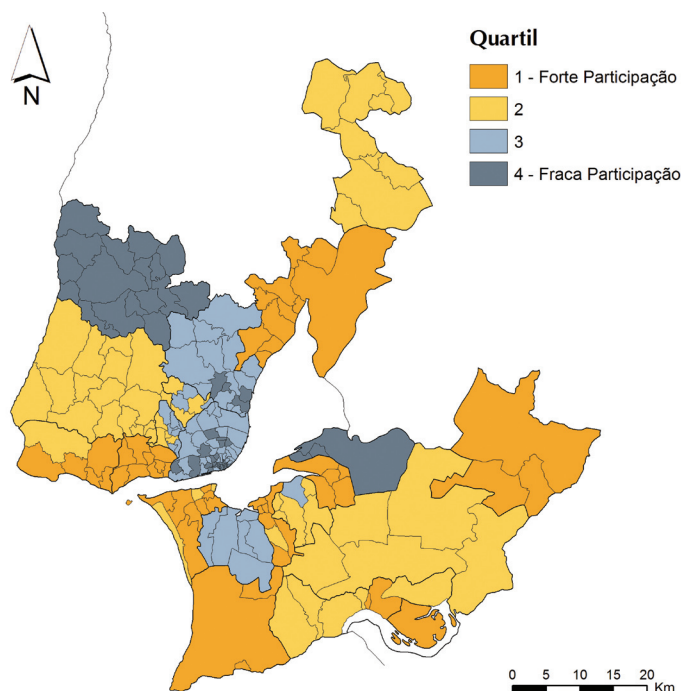 Quartil
1 - Forte Participação
2
3
4 - Fraca Participação
N
0 5 10 15 20
Km